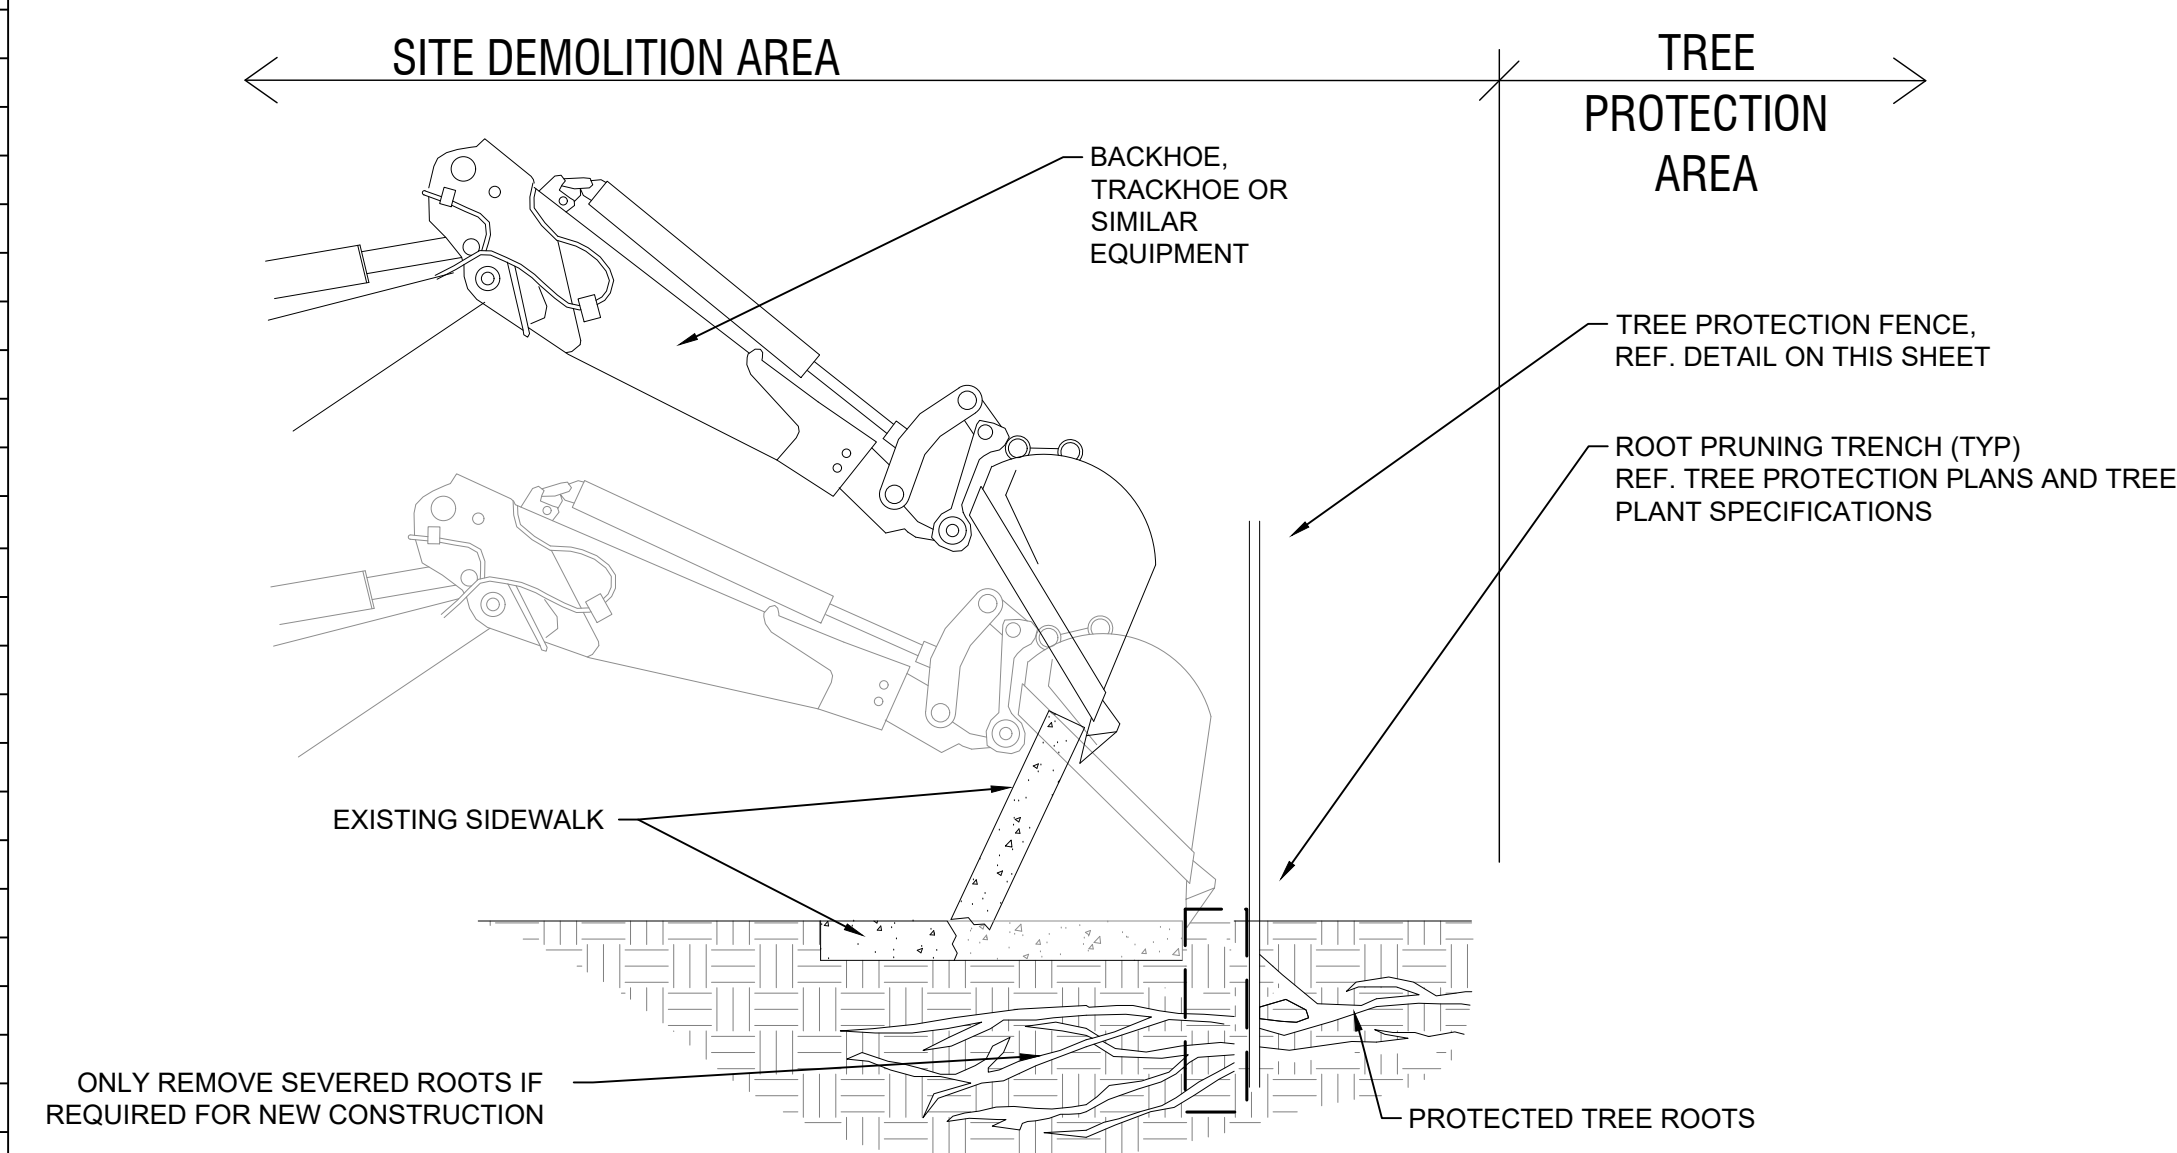 SITE DEMOLITION AREA
TREE
PROTECTION
AREA
BACKHOE,
TRACKHOE OR
SIMILAR
EQUIPMENT
TREE PROTECTION FENCE,
REF. DETAIL ON THIS SHEET
ROOT PRUNING TRENCH (TYP)
REF. TREE PROTECTION PLANS AND TREE
PLANT SPECIFICATIONS
EXISTING SIDEWALK
ONLY REMOVE SEVERED ROOTS IF
REQUIRED FOR NEW CONSTRUCTION
PROTECTED TREE ROOTS